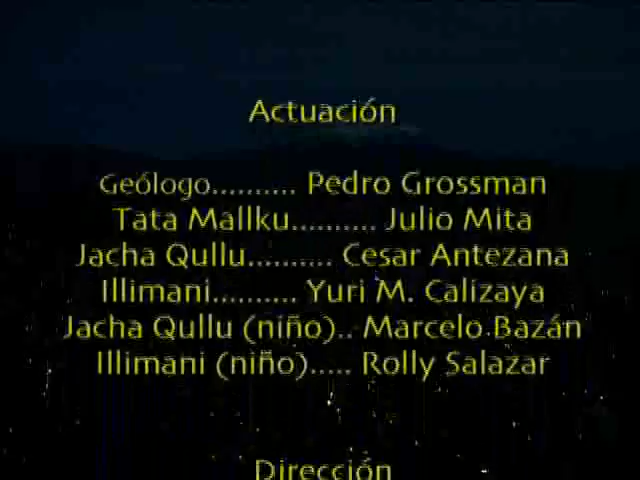 Actuación
Geólogo.......... Pedro Grossman
Tata Mallku.......... Julio Mita
Jacha Qullu.......... Cesar Antezana
Illimani.......... Yuri M. Calizaya
Jacha Qullu (niño).. Marcelo Bazán
Illimani (niño)..... Rolly Salazar
Dirección